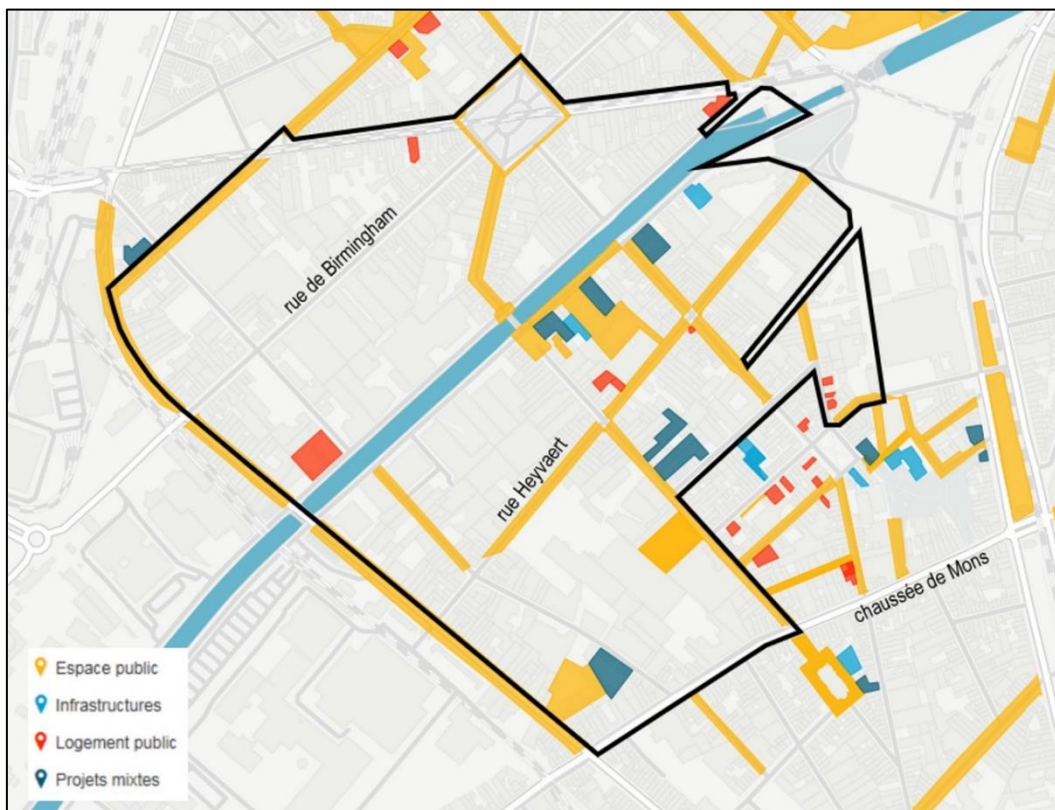 rue de Birmingham
rue Heyvaert
chaussée de Mons
Espace public
Infrastructures
Logement public
Projets mixtes